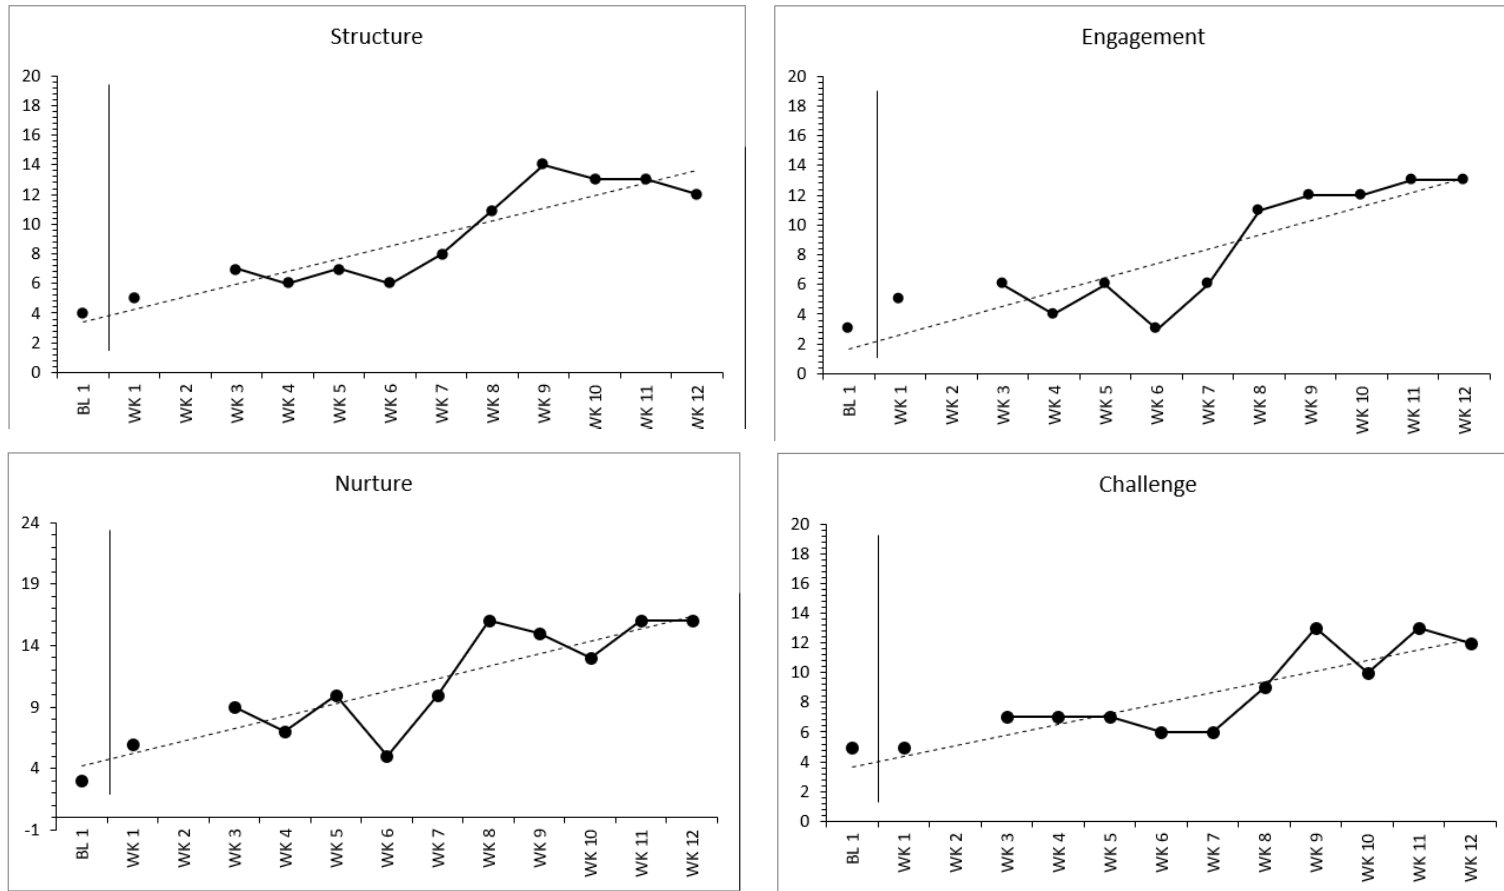 Structure
20
18
16
14
12
10
8
6
4
2
0
BL 1
WK 1
WK 2
WK 3
WK 4
WK 5
WK 6
WK 7
WK 8
WK 9
WK 10
WK 11
WK 12
Engagement
20
18
16
14
12
10
8
6
4
2
0
BL 1
WK 1
WK 2
WK 3
WK 4
WK 5
WK 6
WK 7
WK 8
WK 9
WK 10
WK 11
WK 12
Nurture
24
19
14
9
4
-1
BL 1
WK 1
WK 2
WK 3
WK 4
WK 5
WK 6
WK 7
WK 8
WK 9
WK 10
WK 11
WK 12
Challenge
20
18
16
14
12
10
8
6
4
2
0
BL 1
WK 1
WK 2
WK 3
WK 4
WK 5
WK 6
WK 7
WK 8
WK 9
WK 10
WK 11
WK 12